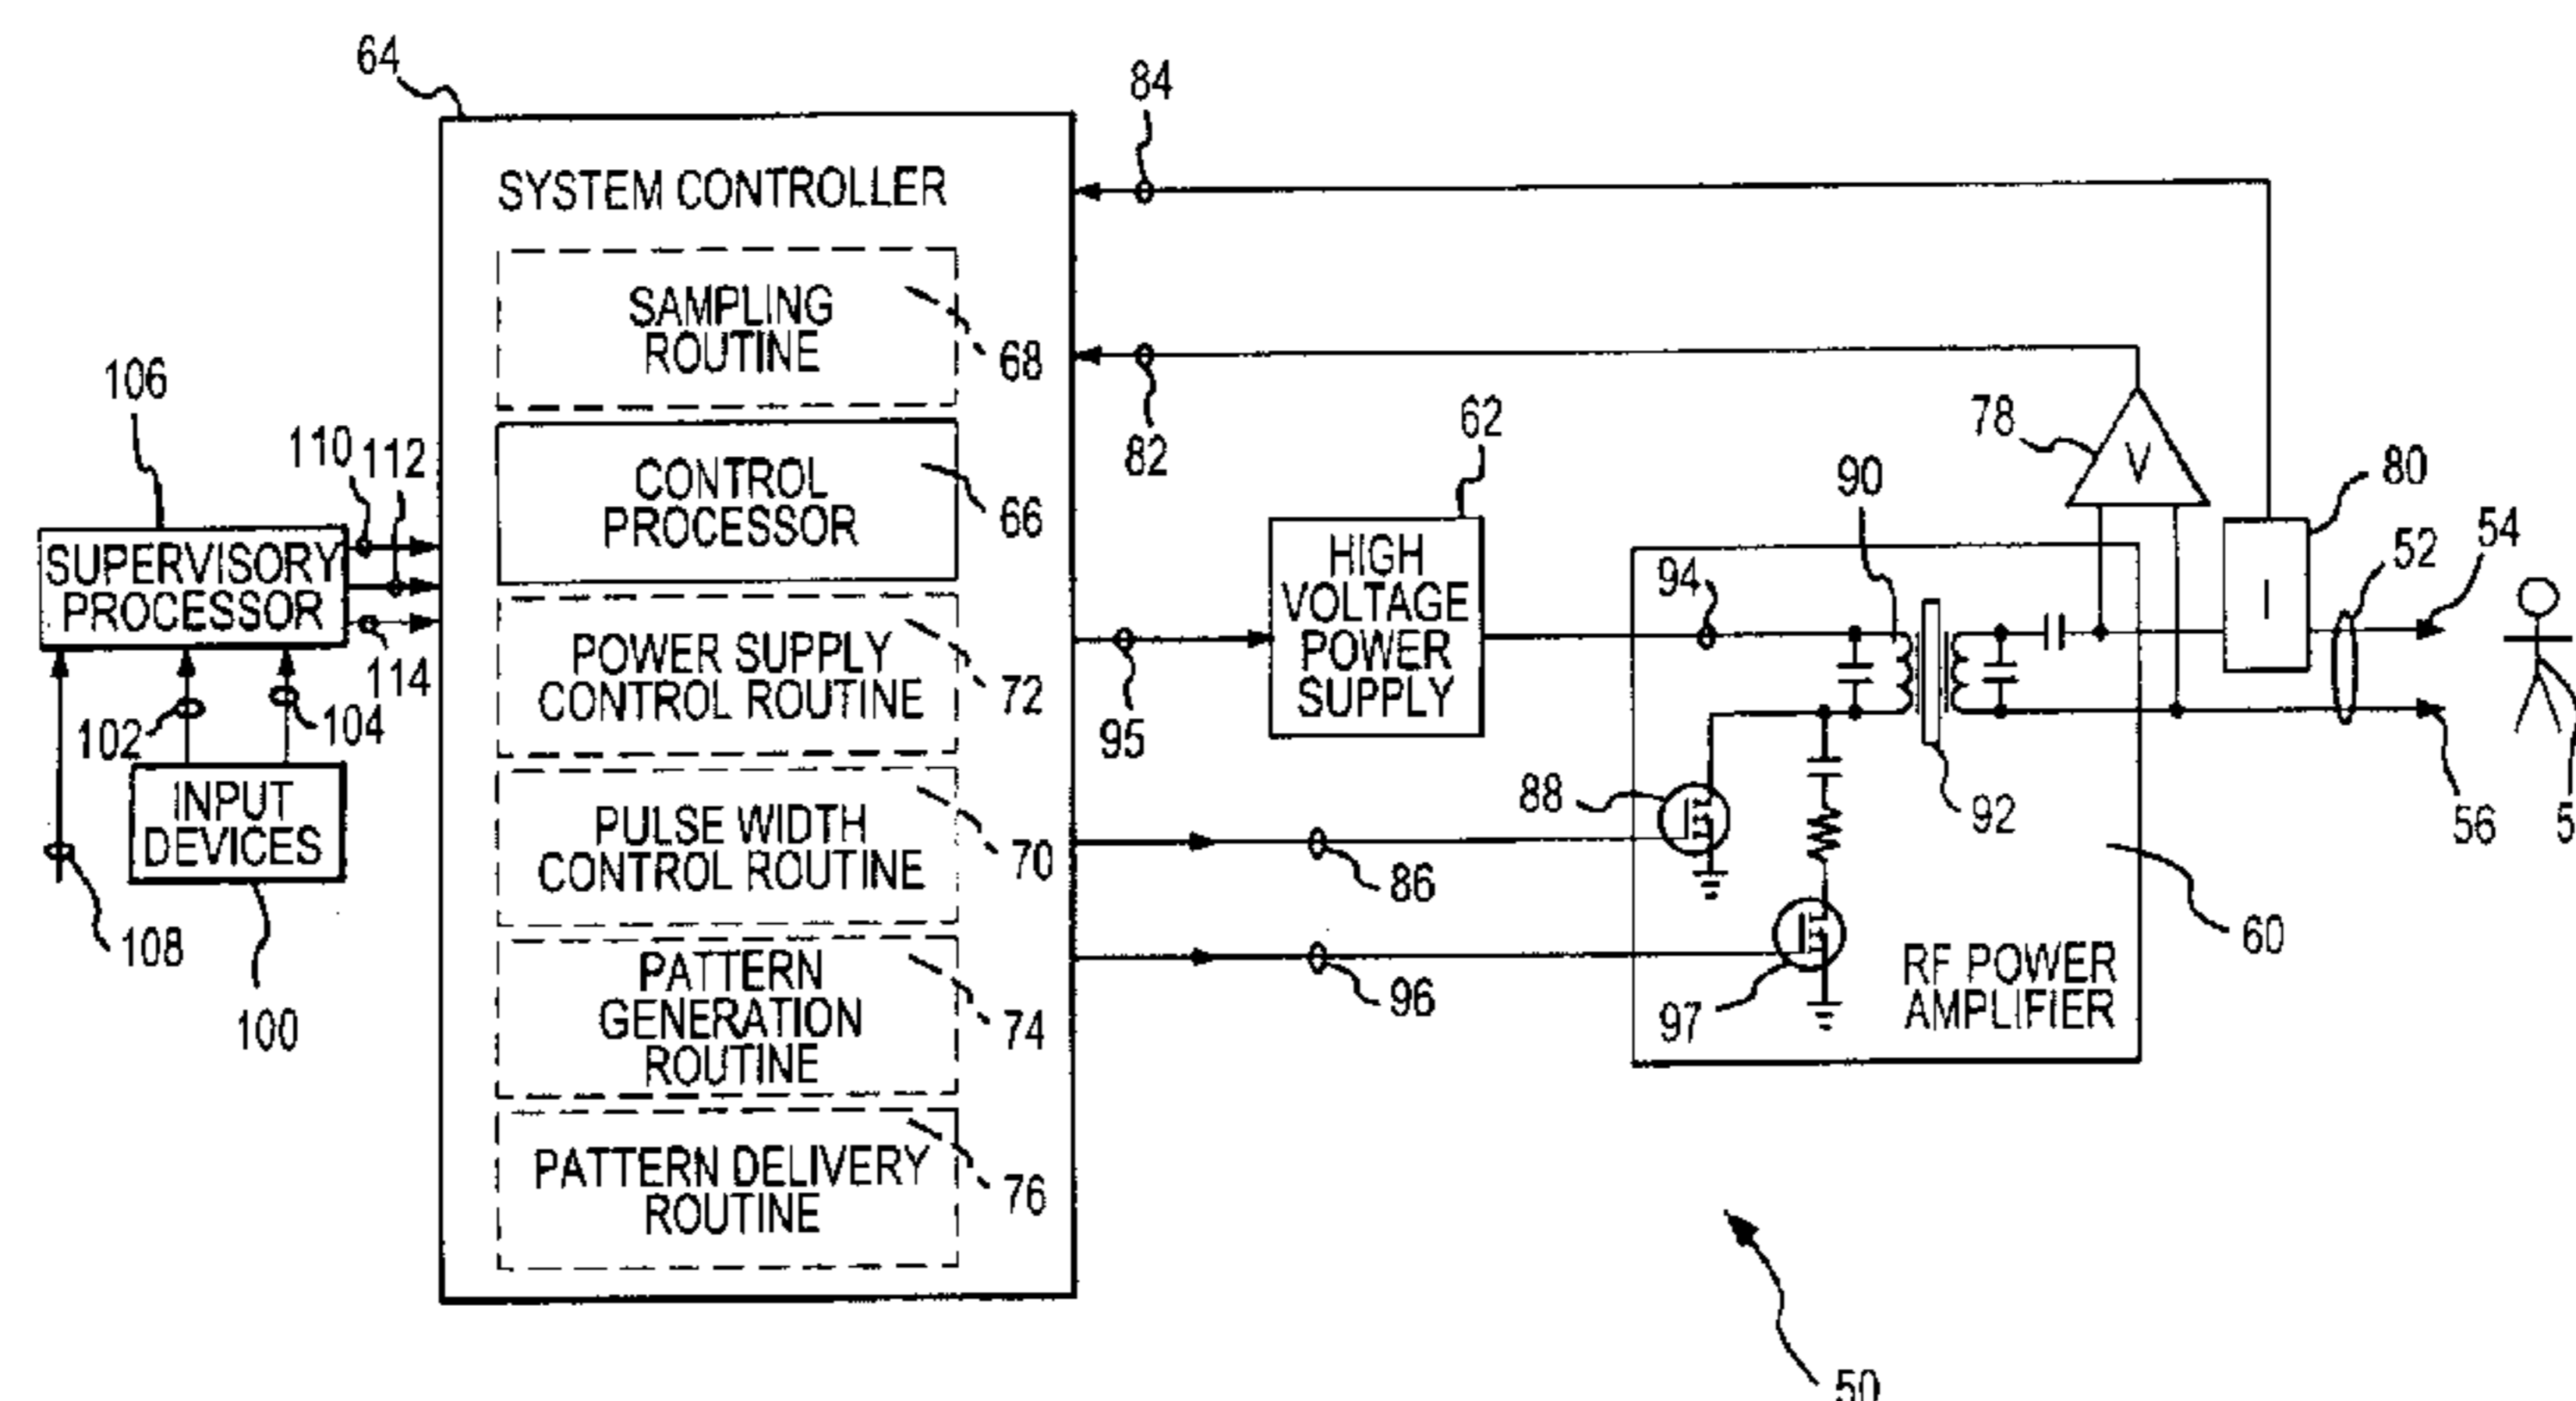 64
84
SYSTEM CONTROLLER
SAMPLING
ROUTINE
68
82
CONTROL
PROCESSOR
66
106
110
112
SUPERVISORY
PROCESSOR
114
102
104
INPUT
DEVICES
108
100
POWER SUPPLY
CONTROL ROUTINE
72
PULSE WIDTH
CONTROL ROUTINE
70
PATTERN
GENERATION
ROUTINE
74
PATTERN DELIVERY
ROUTINE
76
62
HIGH
VOLTAGE
POWER
SUPPLY
95
86
96
78
V
80
I
90
94
92
88
97
RF POWER
AMPLIFIER
60
52
54
56
50